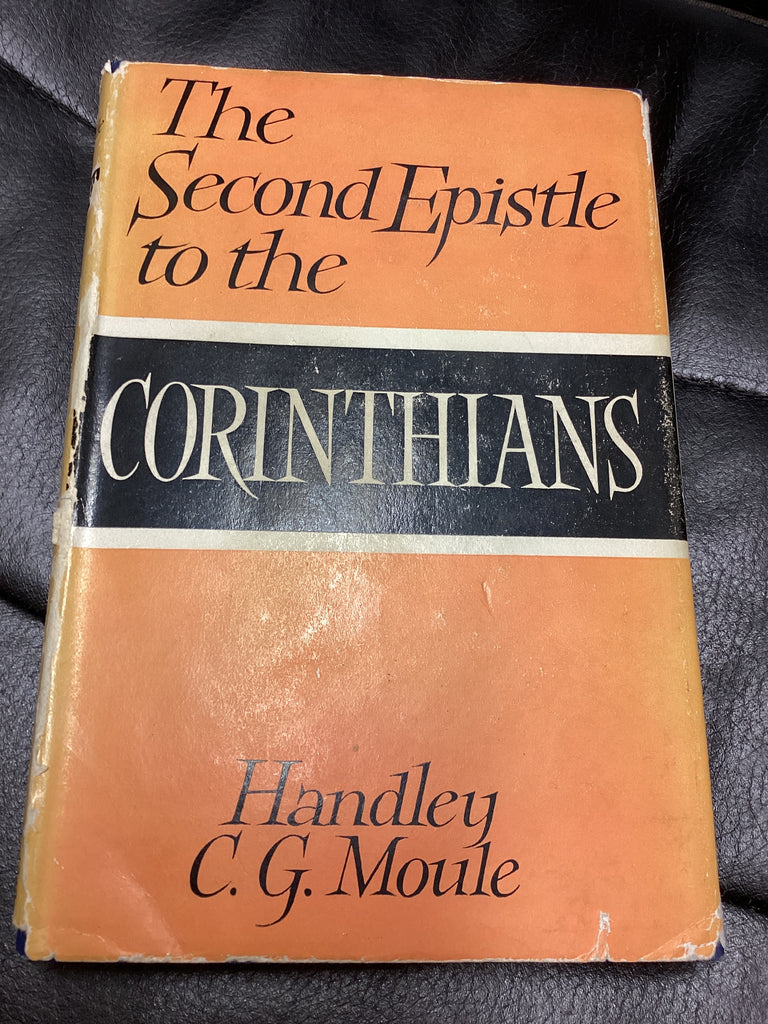 The
Second Epistle
to the
CORINTHIANS
Handley
C. G. Moule